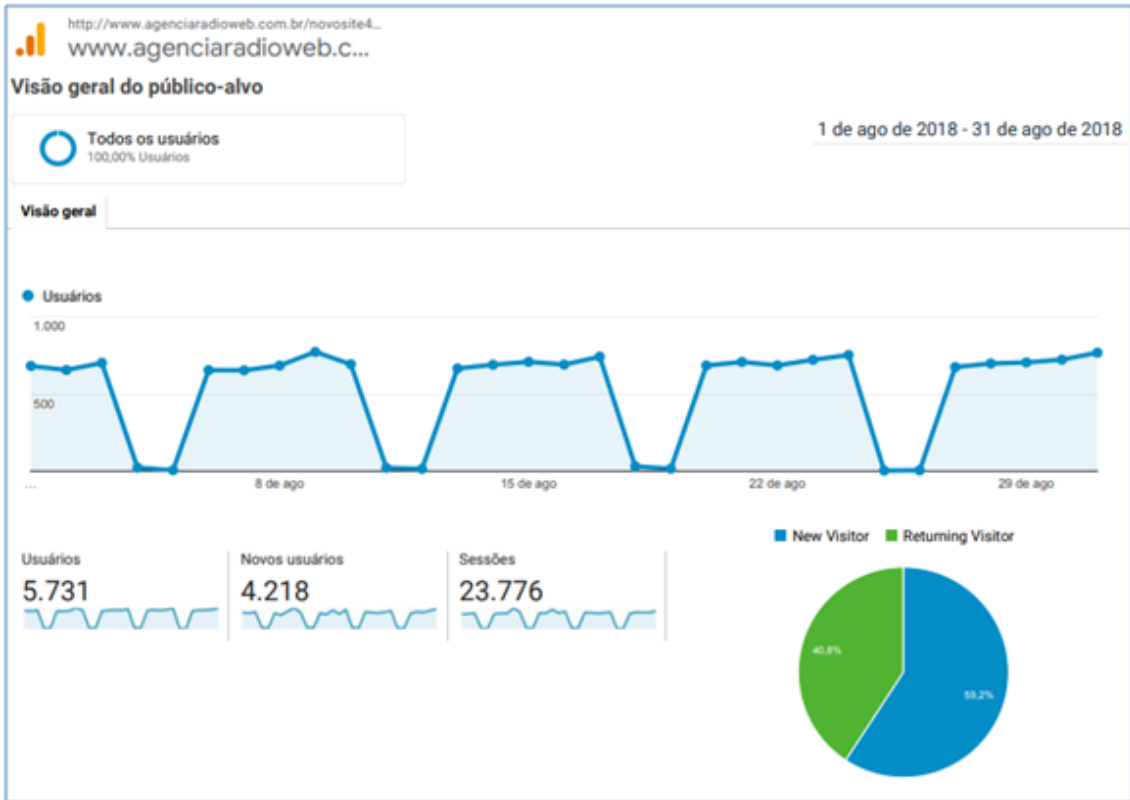 http://www.agenciaradioweb.com.br/novosite4...
www.agenciaradioweb.c...
Visão geral do público-alvo
Todos os usuários
100,00% Usuários
1 de ago de 2018 - 31 de ago de 2018
Visão geral
Usuários
1.000
500
...
8 de ago
15 de ago
22 de ago
29 de ago
Usuários
5.731
Novos usuários
4.218
Sessões
23.776
New Visitor
Returning Visitor
40,8%
59,2%